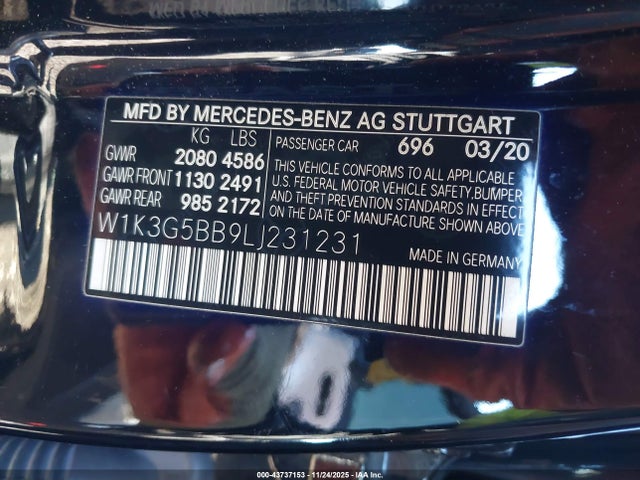 MFD BY MERCEDES-BENZ AG STUTTGART
KG LBS
GVWR 2080 4586
GAWR FRONT 1130 2491
GAWR REAR 985 2172
PASSENGER CAR 696 03/20
THIS VEHICLE CONFORMS TO ALL APPLICABLE
U.S. FEDERAL MOTOR VEHICLE SAFETY, BUMPER
AND THEFT PREVENTION STANDARDS IN EFFECT
ON THE DATE OF MANUFACTURE SHOWN ABOVE
W1K3G5BB9LJ231231
MADE IN GERMANY
000-43737153 | 11/24/2025 — IAA Inc.